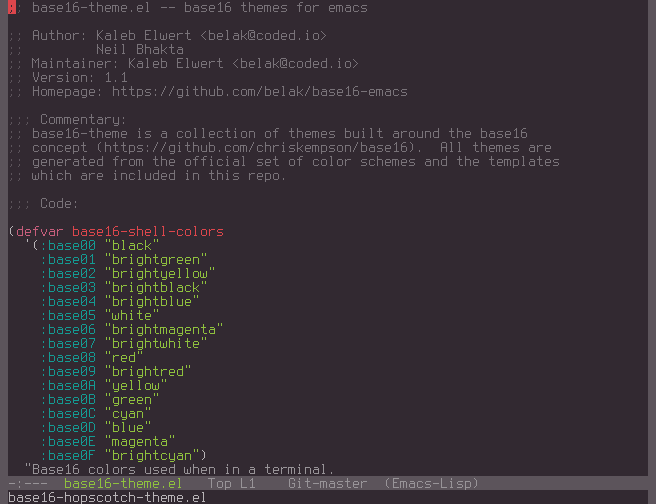 ;; base16-theme.el -- base16 themes for emacs
;; Author: Kaleb Elwert <belak@coded.io>
;;         Neil Bhakta
;; Maintainer: Kaleb Elwert <belak@coded.io>
;; Version: 1.1
;; Homepage: https://github.com/belak/base16-emacs
;;; Commentary:
;; base16-theme is a collection of themes built around the base16
;; concept (https://github.com/chriskempson/base16).  All themes are
;; generated from the official set of color schemes and the templates
;; which are included in this repo.
;;; Code:
(defvar base16-shell-colors
  '(:base00 "black"
    :base01 "brightgreen"
    :base02 "brightyellow"
    :base03 "brightblack"
    :base04 "brightblue"
    :base05 "white"
    :base06 "brightmagenta"
    :base07 "brightwhite"
    :base08 "red"
    :base09 "brightred"
    :base0A "yellow"
    :base0B "green"
    :base0C "cyan"
    :base0D "blue"
    :base0E "magenta"
    :base0F "brightcyan")
  "Base16 colors used when in a terminal.
-:---  base16-theme.el   Top L1    Git-master  (Emacs-Lisp)
base16-hopscotch-theme.el